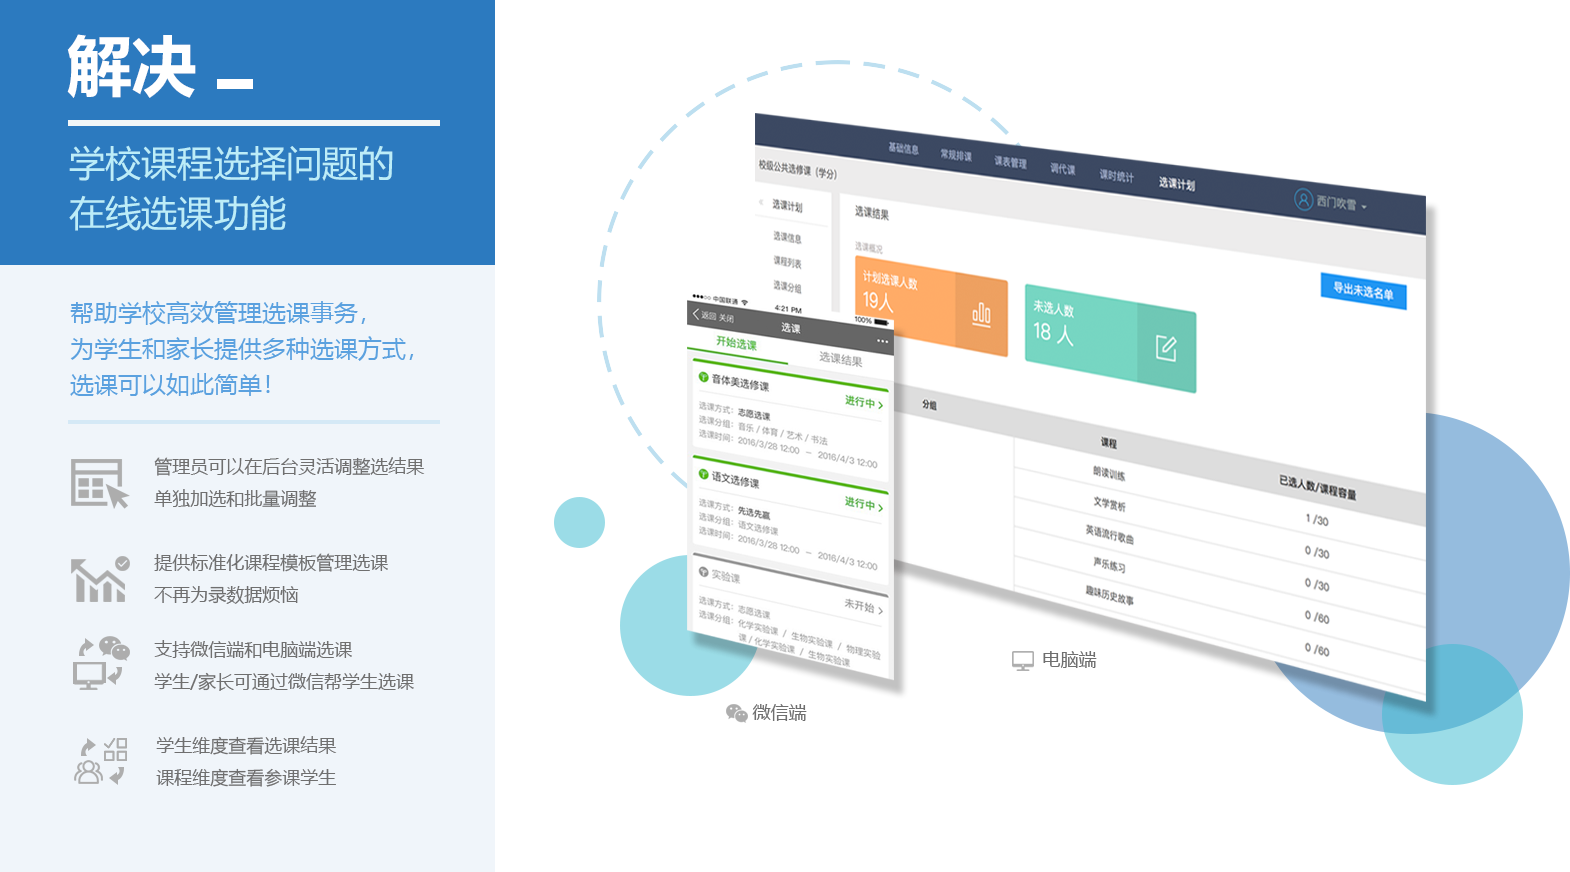 解决
学校课程选择问题的
在线选课功能
帮助学校高效管理选课事务，
为学生和家长提供多种选课方式，
选课可以如此简单！
管理员可以在后台灵活调整选结果
单独加选和批量调整
提供标准化课程模板管理选课
不再为录数据烦恼
支持微信端和电脑端选课
学生/家长可通过微信帮学生选课
学生维度查看选课结果
课程维度查看参课学生
基础信息 常规排课 课表管理 调代课 课时统计 选课计划 西门吹雪
校级公共选修课（学分）
选课计划
选课信息
课程列表
选课分组
选课结果
选课概况
计划选课人数
19人
未选人数
18 人
导出未选名单
分组 课程 已选人数/课程容量
朗读训练 1 /30
文学赏析 0 /30
英语流行歌曲 0 /30
声乐练习 0 /60
趣味历史故事 0 /60
中国联通 4:21 PM 100%
返回 关闭 选课
开始选课 选课结果
音体美选修课
进行中
选课方式：志愿选课
选课分组：音乐 / 体育 / 艺术 / 书法
选课时间：2016/3/28 12:00 — 2016/4/3 12:00
语文选修课
进行中
选课方式：先选先赢
选课分组：语文选修课
选课时间：2016/3/28 12:00 — 2016/4/3 12:00
实验课
未开始
选课方式：志愿选课
选课分组：化学实验课 / 生物实验课 / 物理实验
课 / 化学实验课 / 生物实验课
微信端
电脑端